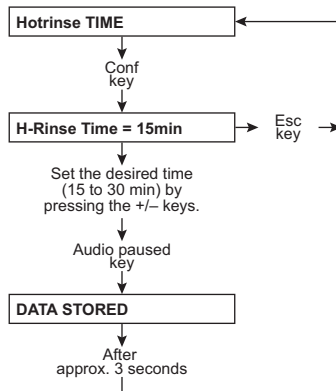 Hotrinse TIME
Conf
key
H-Rinse Time = 15min
Esc
key
Set the desired time
(15 to 30 min) by
pressing the +/– keys.
Audio paused
key
DATA STORED
After
approx. 3 seconds